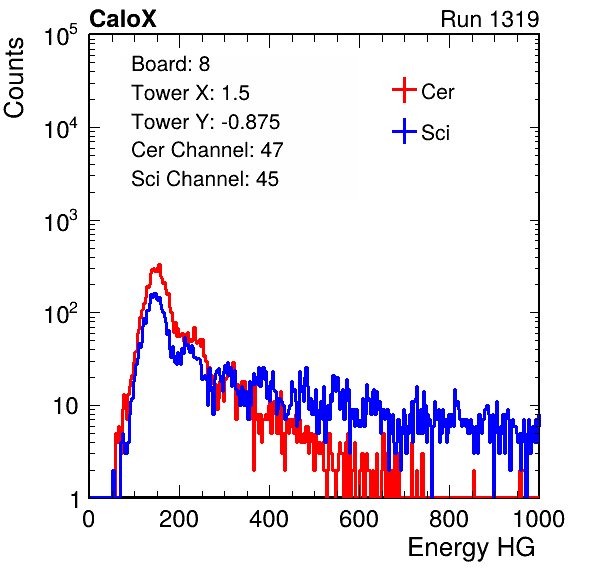 CaloX Run 1319
Counts
10^5
10^4
10^3
10^2
10
1
Board: 8
Tower X: 1.5
Tower Y: -0.875
Cer Channel: 47
Sci Channel: 45
Cer
Sci
0 200 400 600 800 1000
Energy HG